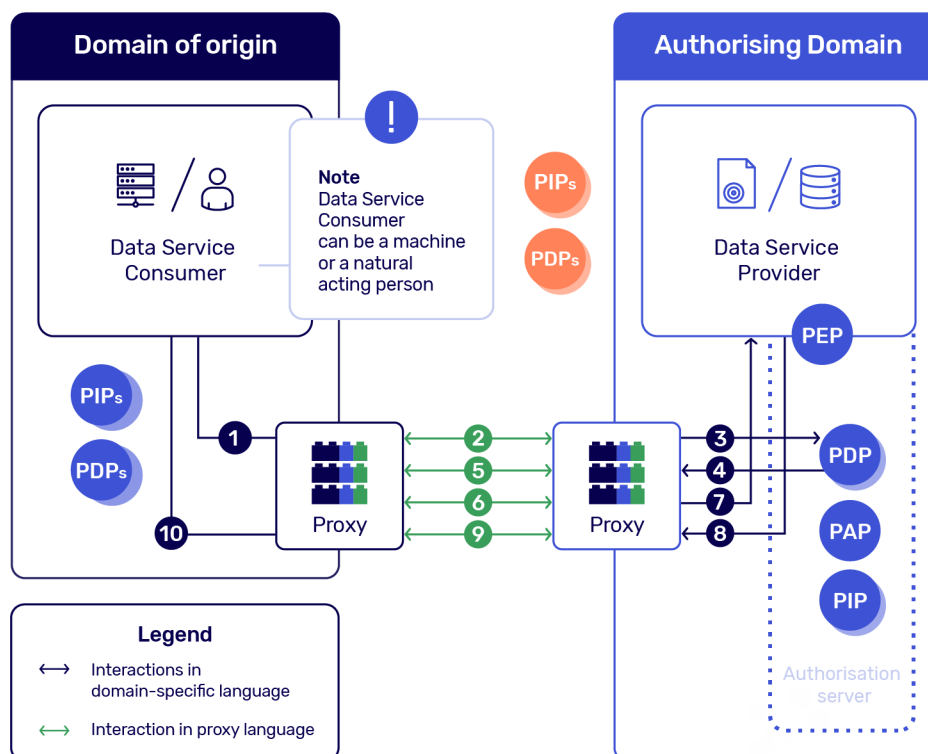 Domain of origin
Authorising Domain
!
Note
Data Service
Consumer
can be a machine
or a natural
acting person
Data Service
Consumer
PIPs
PDPs
Data Service
Provider
PEP
PIPs
PDPs
1
10
Proxy
2
5
6
9
Proxy
3
4
7
8
PDP
PAP
PIP
Authorisation
server
Legend
Interactions in
domain-specific language
Interaction in proxy language